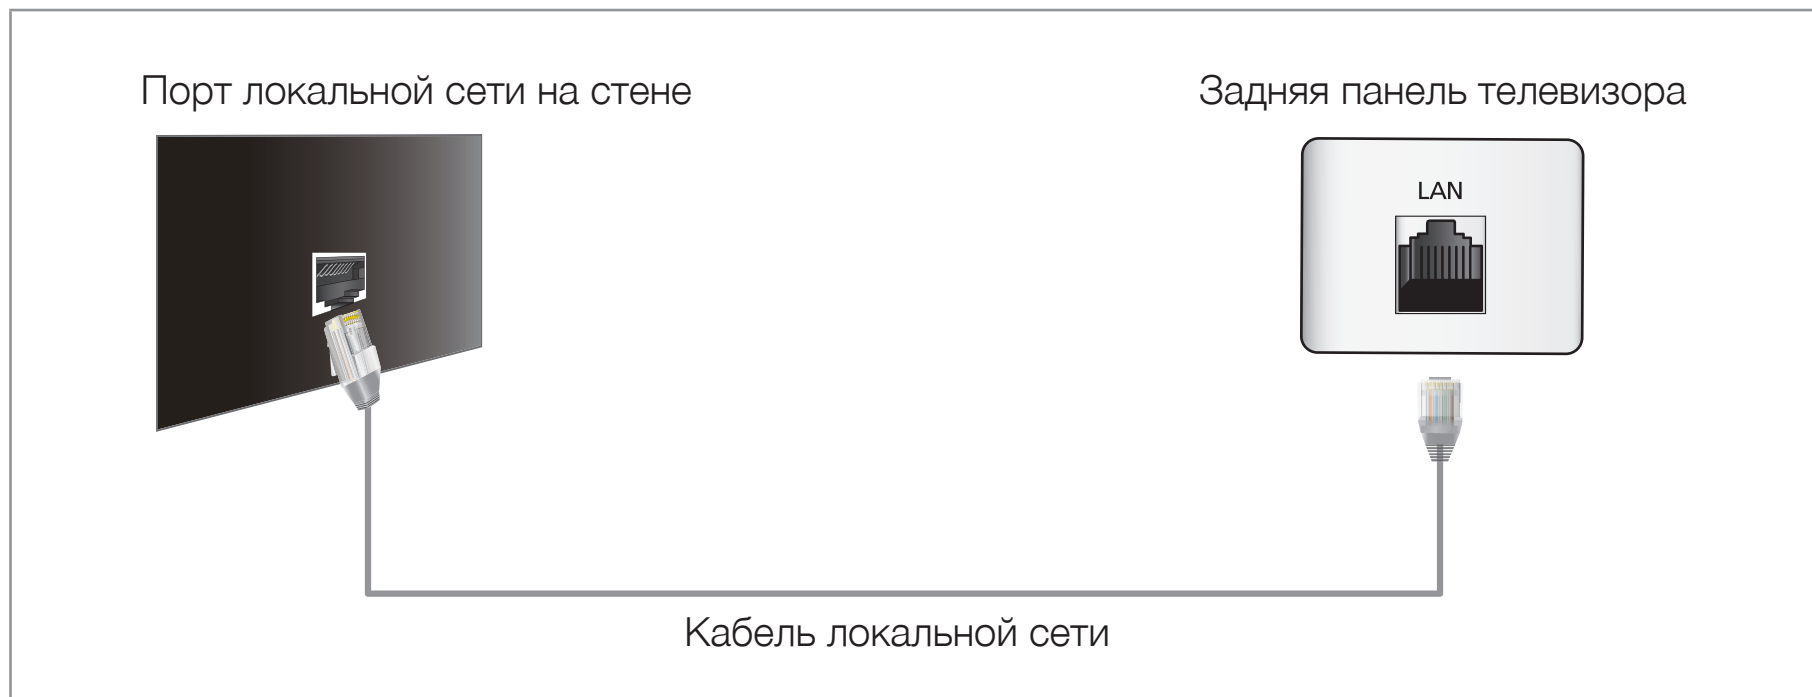 Порт локальной сети на стене
Задняя панель телевизора
LAN
Кабель локальной сети